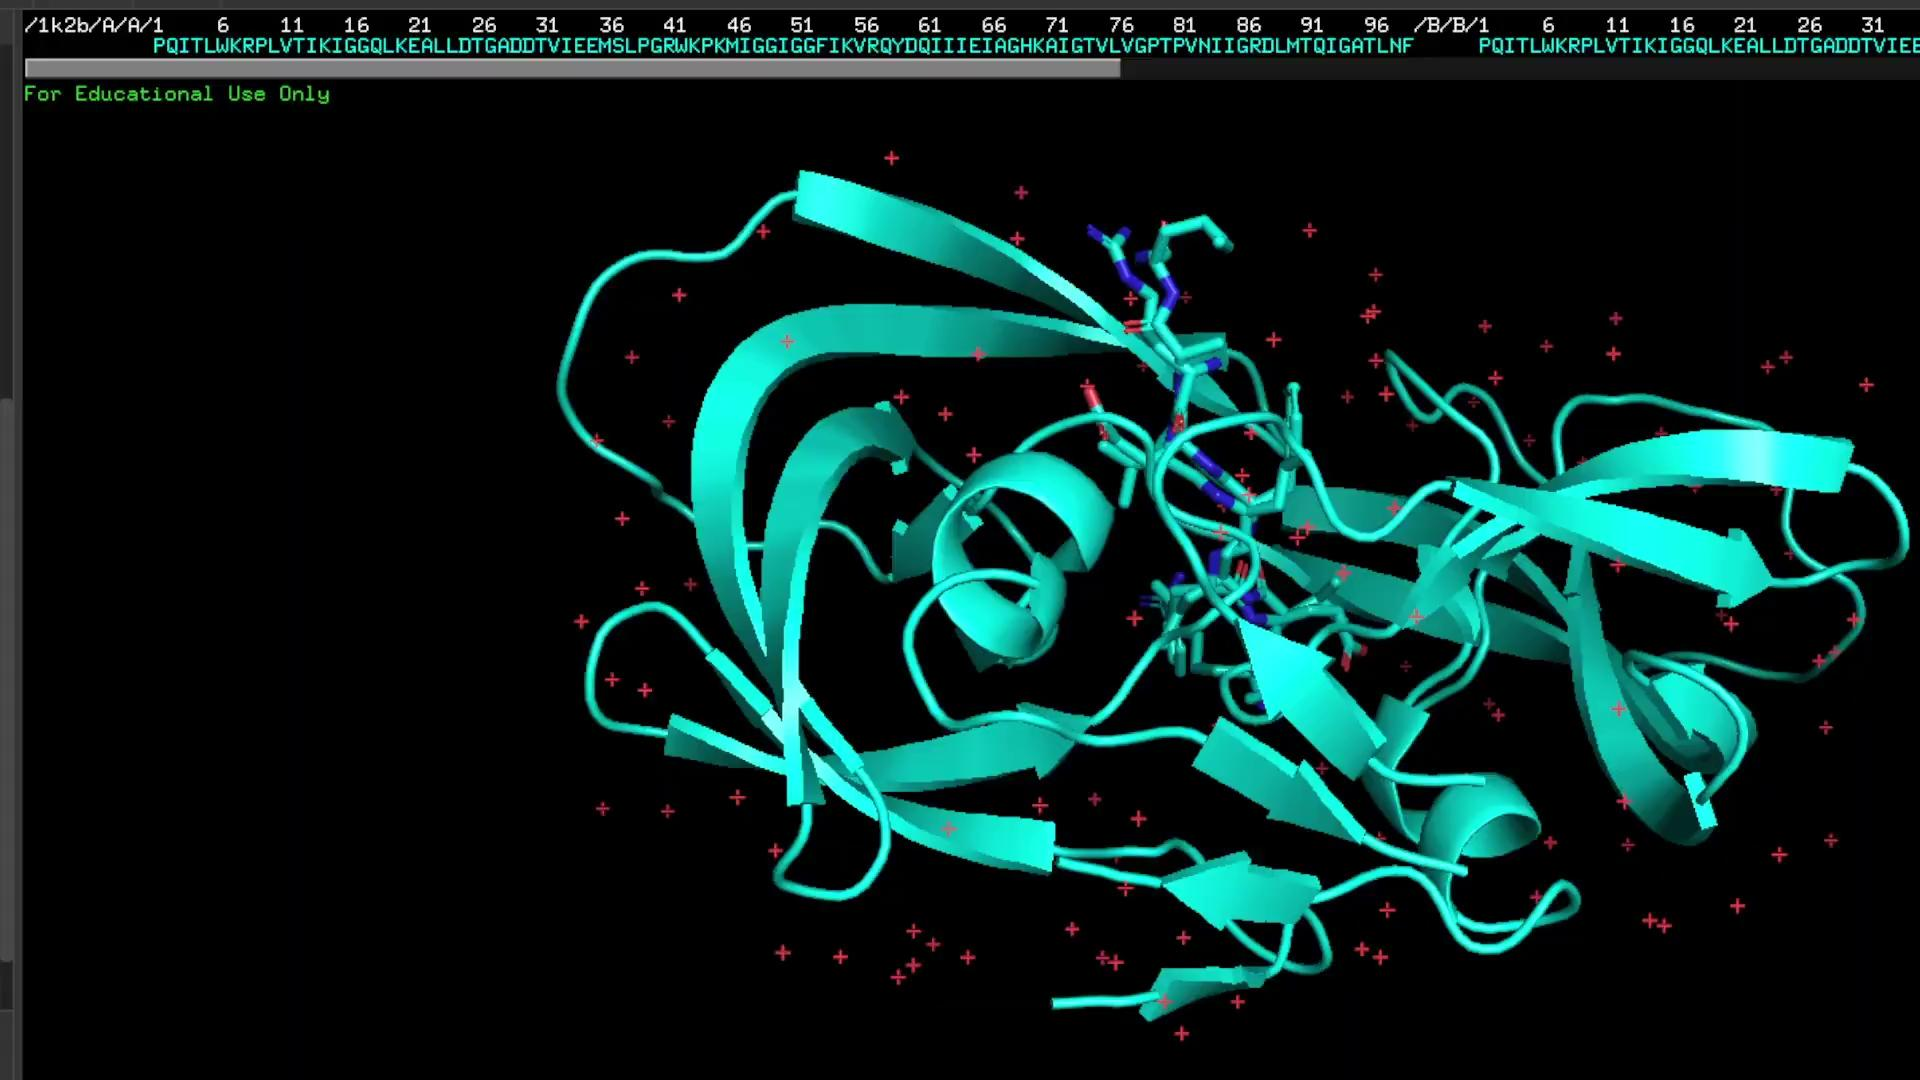 /1k2b/A/A/1 6 11 16 21 26 31 36 41 46 51 56 61 66 71 76 81 86 91 96 /B/B/1 6 11 16 21 26 31
PQITLWKRPLVTIKIGGQLKEALLDTGADDTVIEEMSLPGRWKPKMIGGIGGFIKVRQYDQIIIEIAGHKAIGTVLVGPTPVNIIGRDLMTQIGATLNF PQITLWKRPLVTIKIGGQLKEALLDTGADDTVIEE
For Educational Use Only